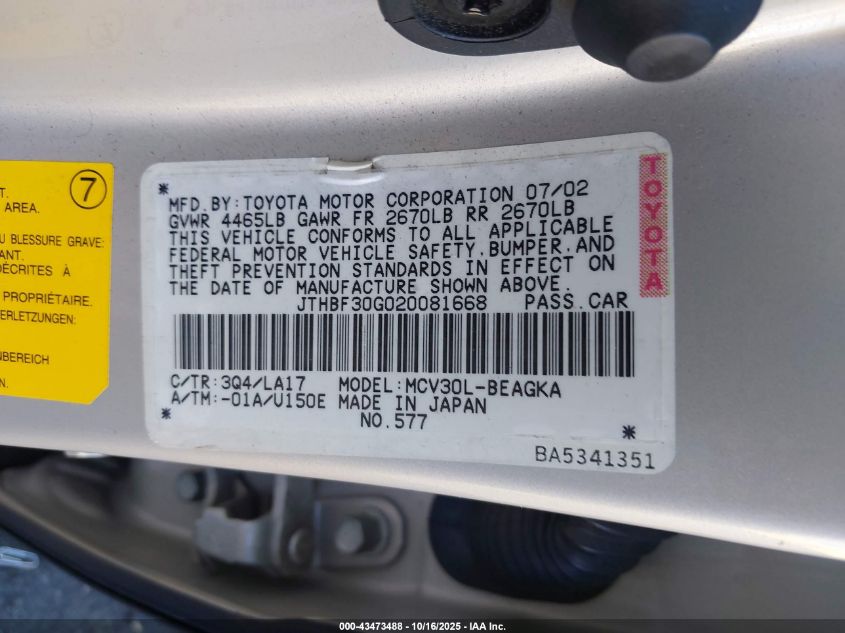 7
T.
AREA.
U BLESSURE GRAVE:
ANT.
DÉCRITES À
PROPRIÉTAIRE.
ERLETZUNGEN:
NBEREICH
MFD.BY:TOYOTA MOTOR CORPORATION 07/02
GVWR 4465LB GAWR FR 2670LB RR 2670LB
THIS VEHICLE CONFORMS TO ALL APPLICABLE
FEDERAL MOTOR VEHICLE SAFETY,BUMPER,AND
THEFT PREVENTION STANDARDS IN EFFECT ON
THE DATE OF MANUFACTURE SHOWN ABOVE.
JTHBF30G020081668 PASS.CAR
C/TR:3Q4/LA17 MODEL:MCV30L-BEAGKA
A/TM:-01A/U150E MADE IN JAPAN
NO.577
BA5341351
TOYOTA
000-43473488 - 10/16/2025 - IAA Inc.